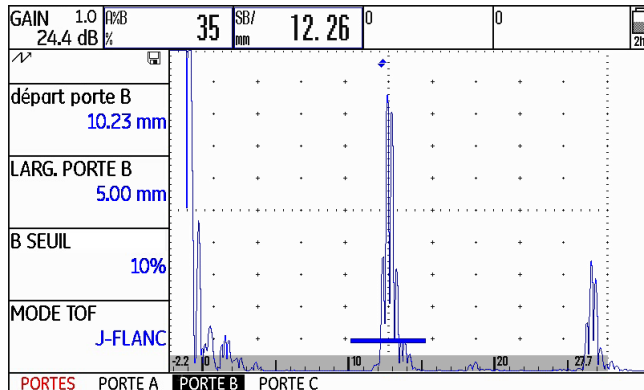 GAIN 1.0 A%B 35 SB/ 12.26 0 0
24.4 dB % mm 2h
départ porte B
10.23 mm
LARG. PORTE B
5.00 mm
B SEUIL
10%
MODE TOF
J-FLANC
-2.2 0 10 20 27.7
PORTES PORTE A PORTE B PORTE C